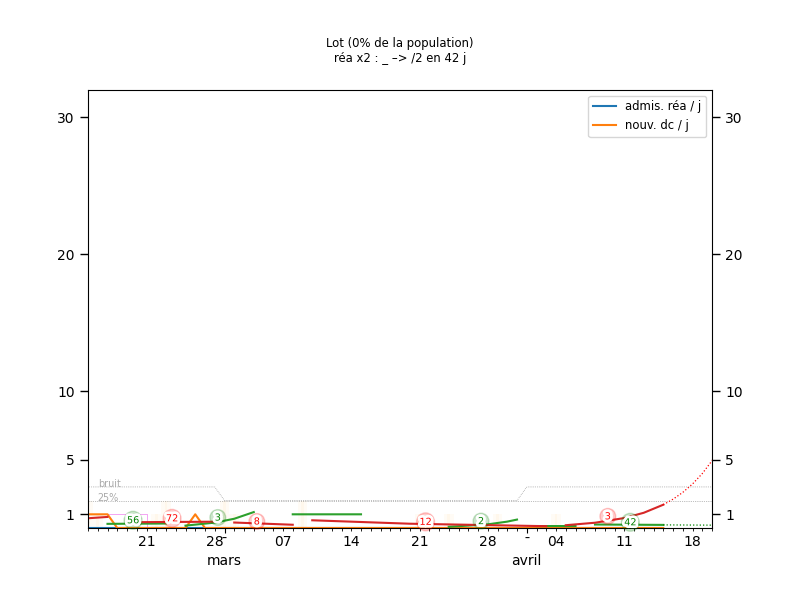 Lot (0% de la population)
réa x2 : _ –> /2 en 42 j
admis. réa / j
nouv. dc / j
30 30
20 20
10 10
5 5
bruit
25%
1 1
56 72 3 8 12 2 3 42
21 28 07 14 21 28 - 04 11 18
mars avril